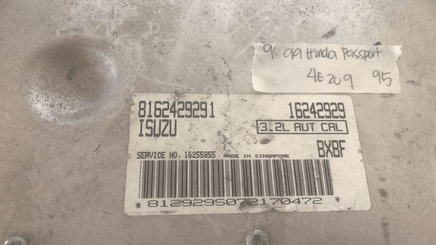 96 99 Honda Passport
4E209 95
8162429291 16242929
ISUZU 3.2L AUT CAL
SERVICE NO. 16255855 MADE IN SINGAPORE BXBF
812929S072170472